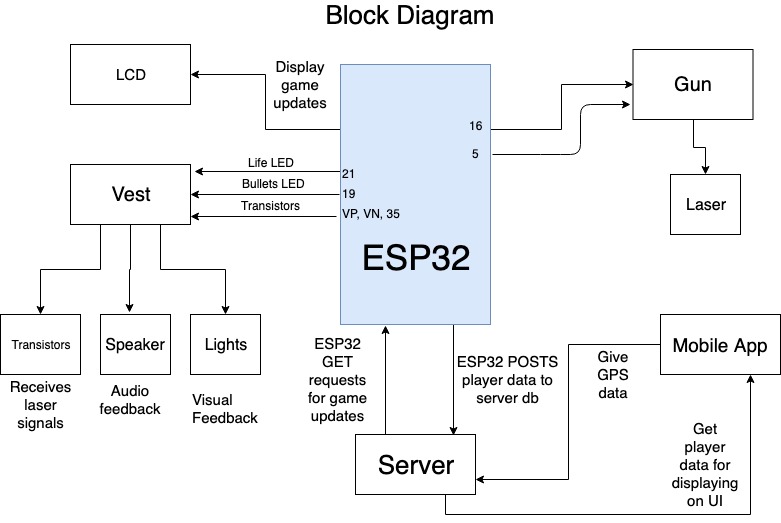 Block Diagram
LCD
Display
game
updates
16
5
Gun
Laser
Life LED
21
Bullets LED
19
Transistors
VP, VN, 35
Vest
ESP32
Transistors
Receives
laser
signals
Speaker
Audio
feedback
Lights
Visual
Feedback
ESP32
GET
requests
for game
updates
ESP32 POSTS
player data to
server db
Give
GPS
data
Mobile App
Server
Get
player
data for
displaying
on UI